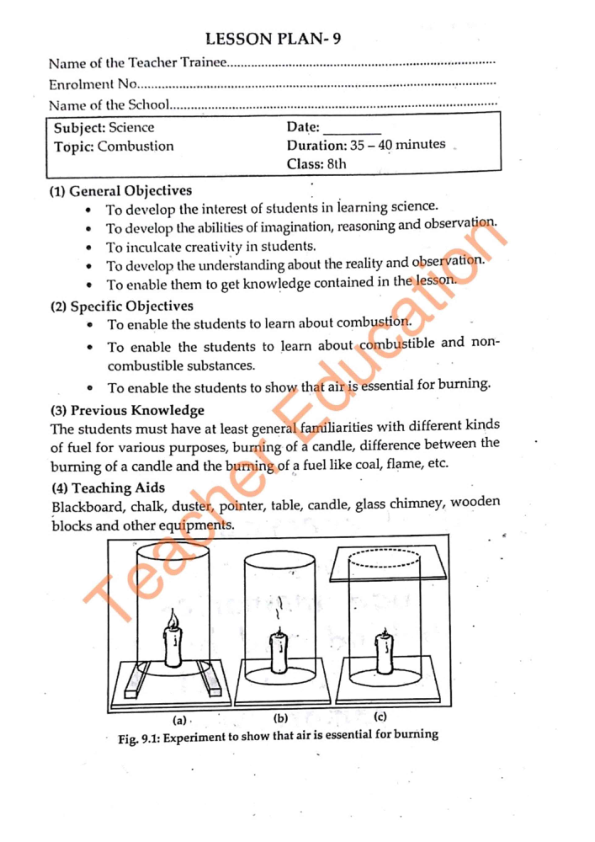 LESSON PLAN- 9
Name of the Teacher Trainee......................................................................
Enrolment No.............................................................................................
Name of the School.....................................................................................
Subject: Science
Date: ________
Topic: Combustion
Duration: 35 – 40 minutes
Class: 8th
(1) General Objectives
• To develop the interest of students in learning science.
• To develop the abilities of imagination, reasoning and observation.
• To inculcate creativity in students.
• To develop the understanding about the reality and observation.
• To enable them to get knowledge contained in the lesson.
(2) Specific Objectives
• To enable the students to learn about combustion.
• To enable the students to learn about combustible and non-
combustible substances.
• To enable the students to show that air is essential for burning.
(3) Previous Knowledge
The students must have at least general familiarities with different kinds
of fuel for various purposes, burning of a candle, difference between the
burning of a candle and the burning of a fuel like coal, flame, etc.
(4) Teaching Aids
Blackboard, chalk, duster, pointer, table, candle, glass chimney, wooden
blocks and other equipments.
(a)
(b)
(c)
Fig. 9.1: Experiment to show that air is essential for burning
Teacher Education